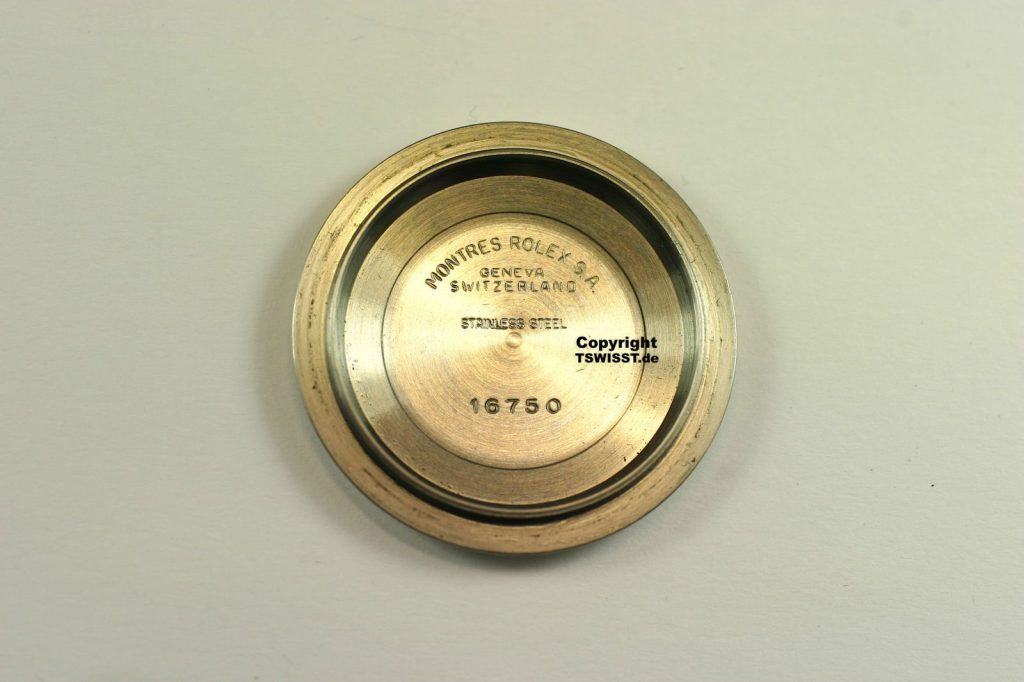 MONTRES ROLEX S.A.
GENEVA
SWITZERLAND
STAINLESS STEEL
Copyright
TSWISST.de
16750